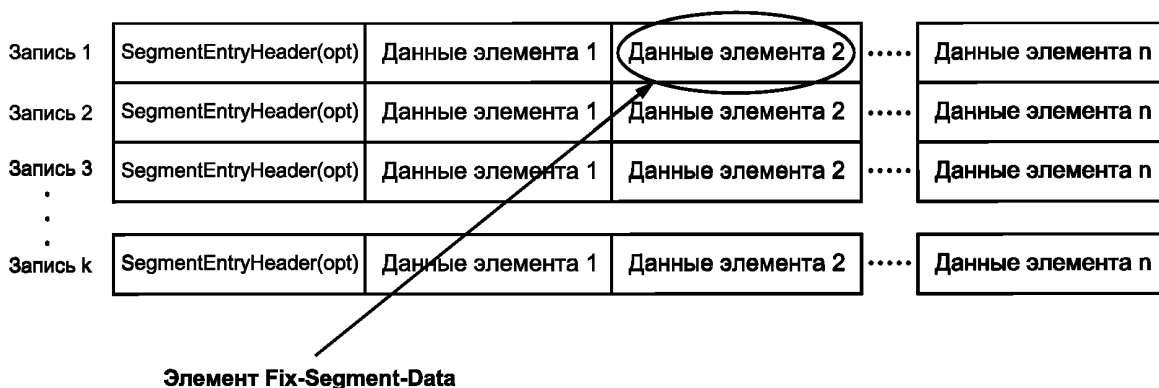 Запись 1 SegmentEntryHeader(opt) Данные элемента 1 Данные элемента 2 ..... Данные элемента n
Запись 2 SegmentEntryHeader(opt) Данные элемента 1 Данные элемента 2 ..... Данные элемента n
Запись 3 SegmentEntryHeader(opt) Данные элемента 1 Данные элемента 2 ..... Данные элемента n
Запись k SegmentEntryHeader(opt) Данные элемента 1 Данные элемента 2 ..... Данные элемента n
Элемент Fix-Segment-Data